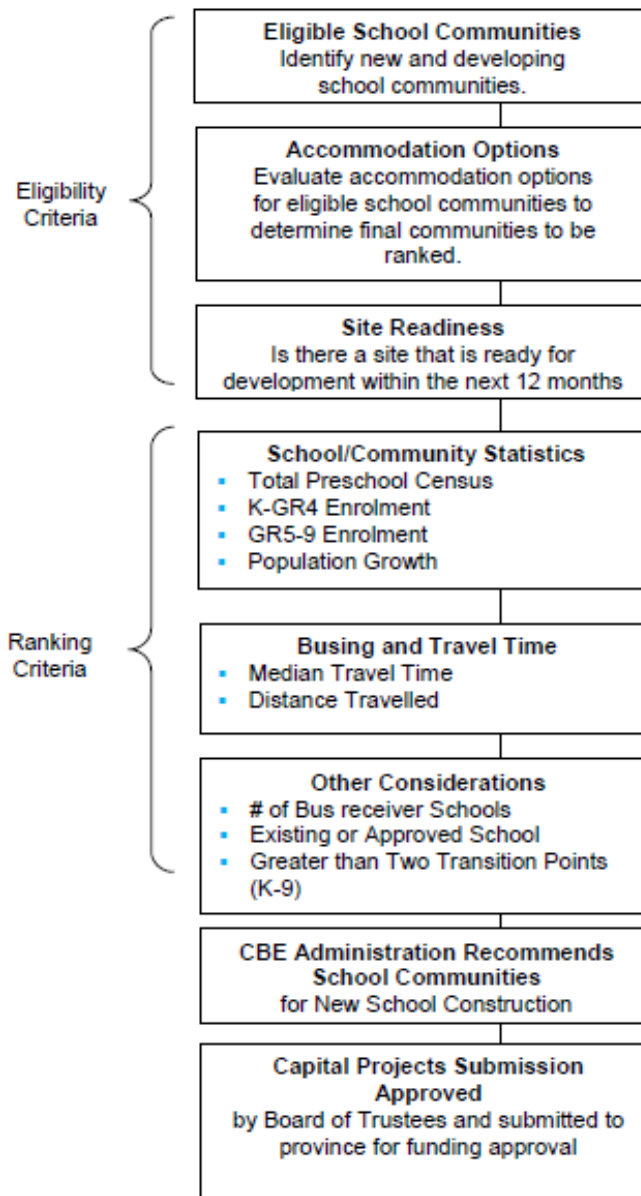 Eligible School Communities
Identify new and developing
school communities.
Accommodation Options
Evaluate accommodation options
for eligible school communities to
determine final communities to be
ranked.
Eligibility
Criteria
Site Readiness
Is there a site that is ready for
development within the next 12 months
School/Community Statistics
▪ Total Preschool Census
▪ K-GR4 Enrolment
▪ GR5-9 Enrolment
▪ Population Growth
Ranking
Criteria
Busing and Travel Time
▪ Median Travel Time
▪ Distance Travelled
Other Considerations
▪ # of Bus receiver Schools
▪ Existing or Approved School
▪ Greater than Two Transition Points
(K-9)
CBE Administration Recommends
School Communities
for New School Construction
Capital Projects Submission
Approved
by Board of Trustees and submitted to
province for funding approval